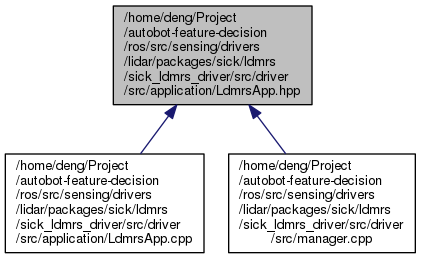 /home/deng/Project
/autobot-feature-decision
/ros/src/sensing/drivers
/lidar/packages/sick/ldmrs
/sick_ldmrs_driver/src/driver
/src/application/LdmrsApp.hpp
/home/deng/Project
/autobot-feature-decision
/ros/src/sensing/drivers
/lidar/packages/sick/ldmrs
/sick_ldmrs_driver/src/driver
/src/application/LdmrsApp.cpp
/home/deng/Project
/autobot-feature-decision
/ros/src/sensing/drivers
/lidar/packages/sick/ldmrs
/sick_ldmrs_driver/src/driver
/src/manager.cpp